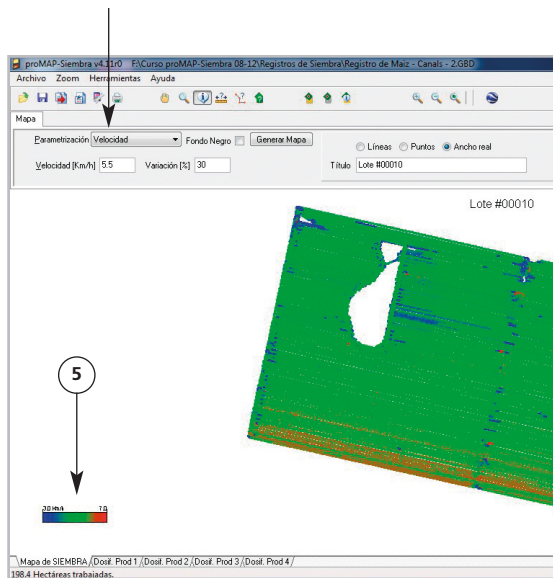 proMAP-Siembra v4.11r0 F:\Curso proMAP-Siembra 08-12\Registros de Siembra\Registro de Maiz - Canals - 2.GBD
Archivo Zoom Herramientas Ayuda
Mapa
Parametrización Velocidad Fondo Negro Generar Mapa
Líneas Puntos Ancho real
Velocidad [Km/h] 5.5 Variación [%] 30
Título Lote #00010
Lote #00010
5
Mapa de SIEMBRA Dosif. Prod 1 Dosif. Prod 2 Dosif. Prod 3 Dosif. Prod 4
198.4 Hectáreas trabajadas.